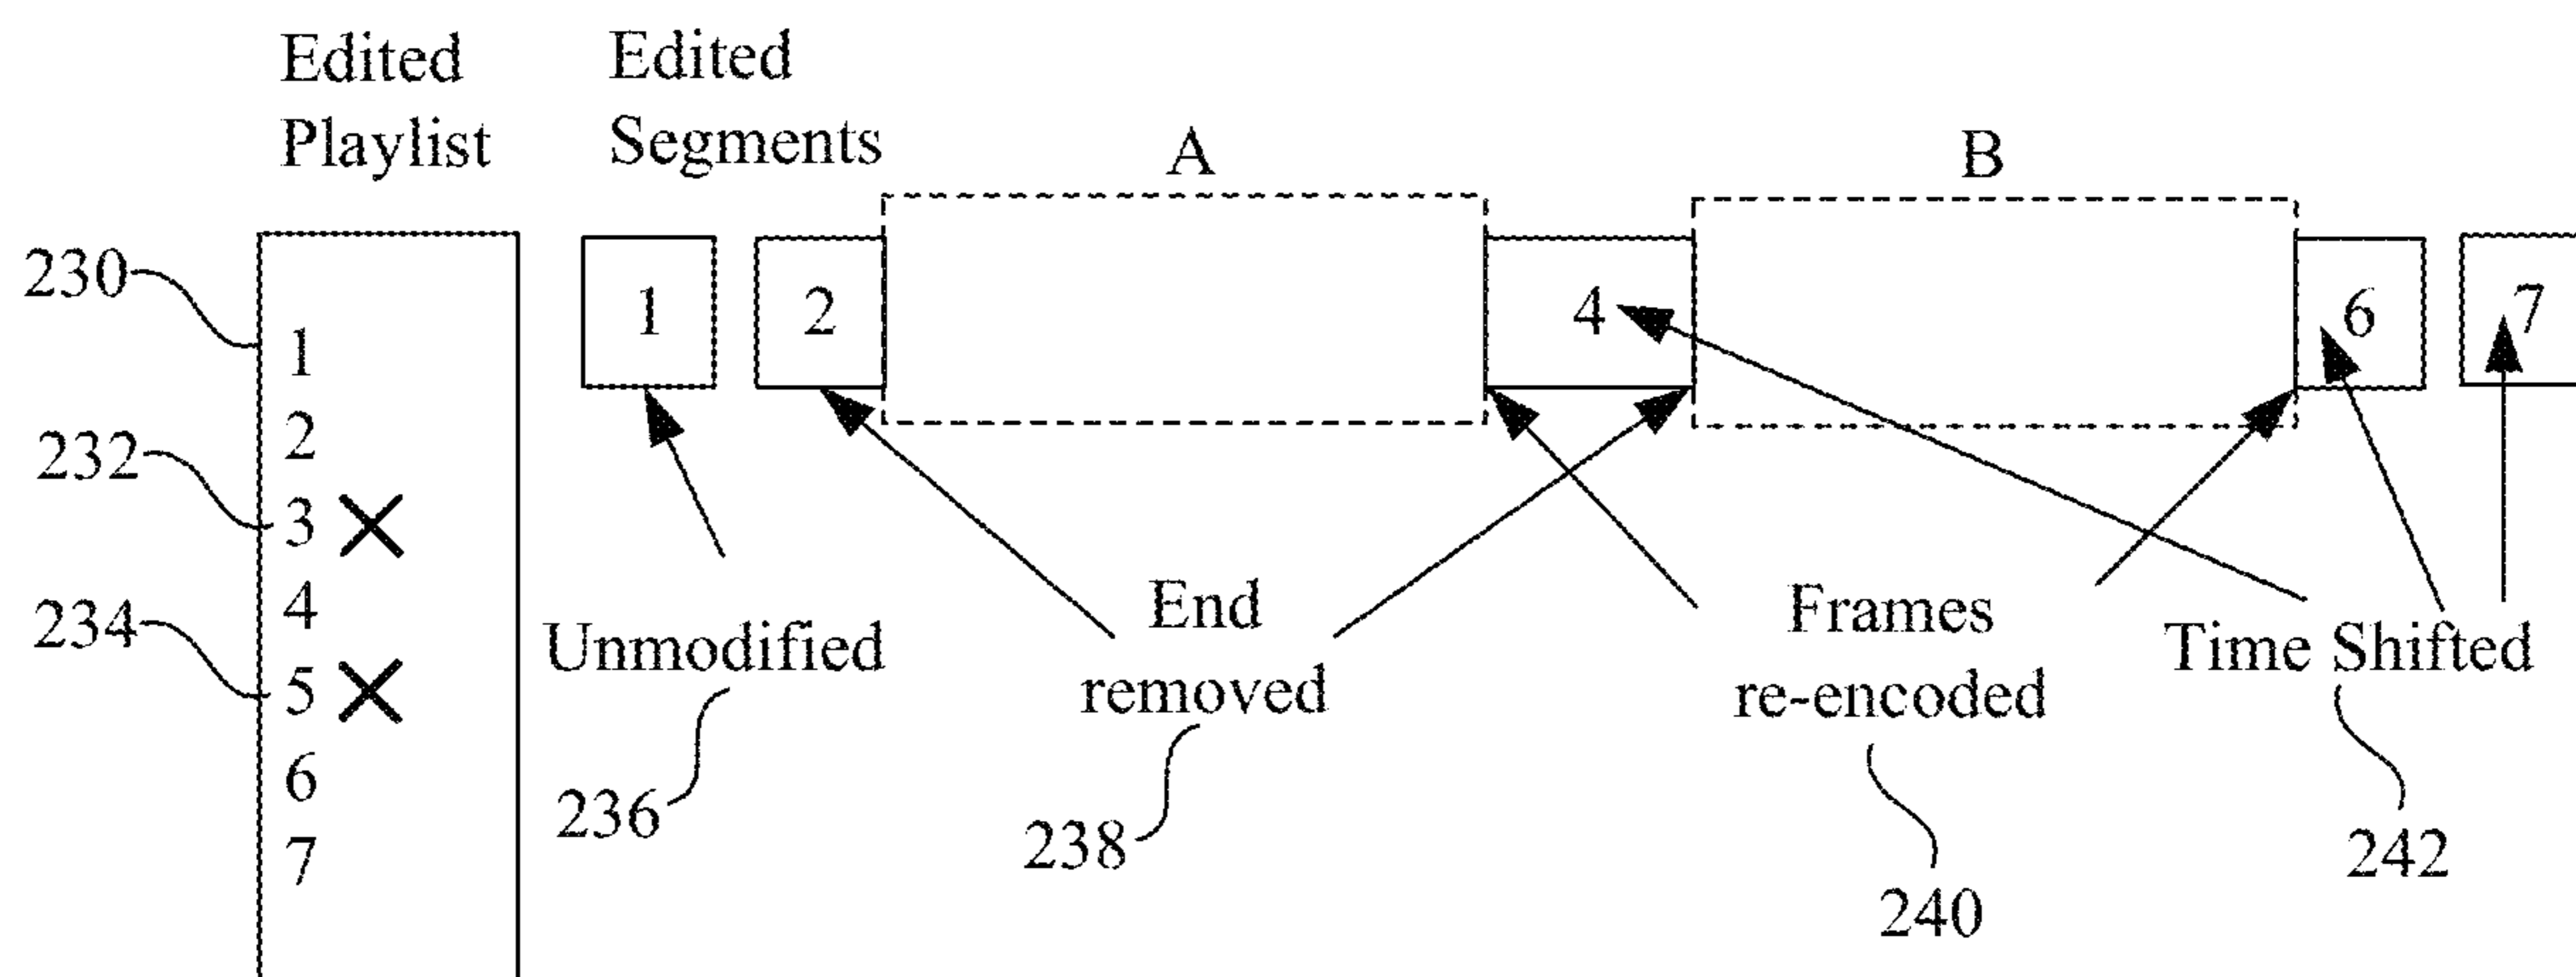 Edited
Playlist
Edited
Segments
A
B
230
1
2
232
3
4
234
5
6
7
1
2
4
6
7
Unmodified
236
End
removed
238
Frames
re-encoded
240
Time Shifted
242